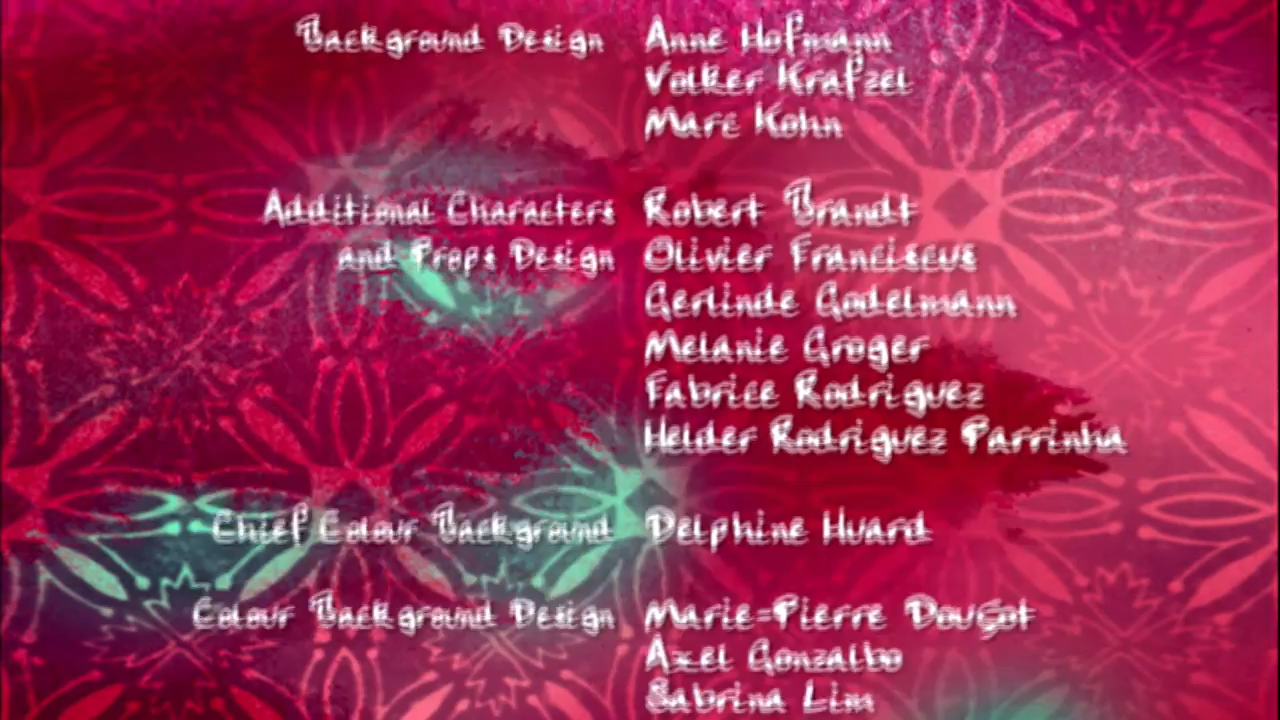 Background Design Anne Hofmann
Volker Krafzel
Marc Kohn
Additional Characters Robert Brandt
and Props Design Olivier Franciscus
Gerlinde Godelmann
Melanie Groger
Fabrice Rodriguez
Helder Rodriguez Parrinha
Chief Colour Background Delphine Huard
Colour Background Design Marie-Pierre
Axel Gonzalbo
Sabrina Lim